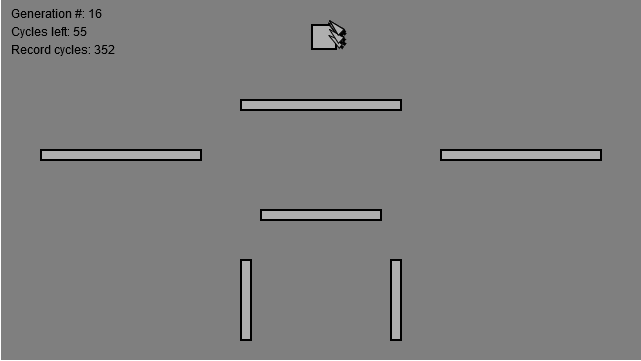 Generation #: 16
Cycles left: 55
Record cycles: 352